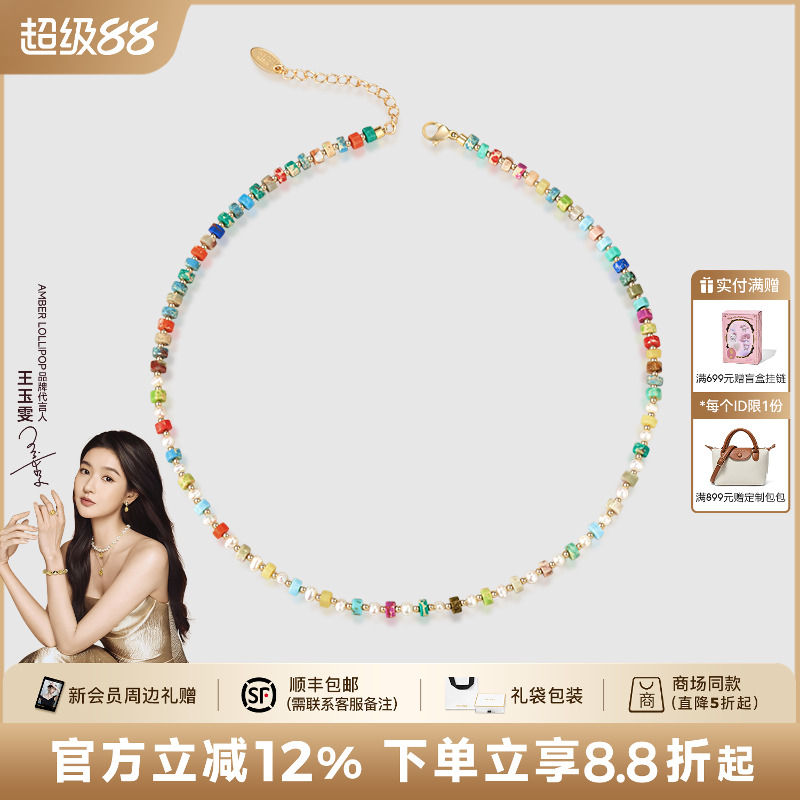 超级88
AMBER LOLLIPOP 品牌代言人
王玉雯
实付满赠
满699元赠盲盒挂链
*每个ID限1份
满899元赠定制包包
新会员周边礼赠
SF
顺丰包邮
(需联系客服备注)
礼袋包装
商
商场同款
(直降5折起)
官方立减12% 下单立享8.8折起